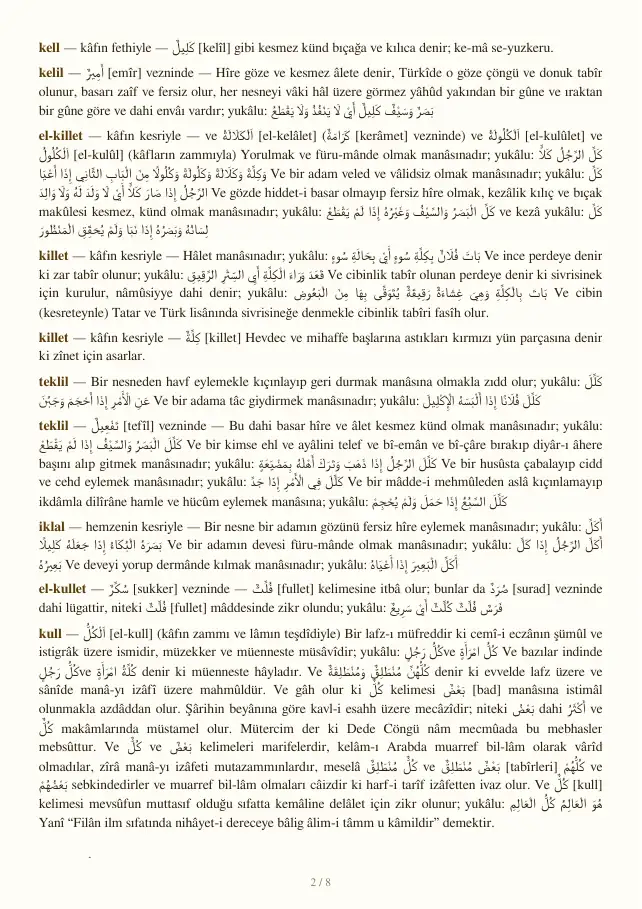 kell — kâfın fethiyle — كَلِيلٌ [kelîl] gibi kesmez künd bıçağa ve kılıca denir; ke-mâ se-yuzkeru.
kelil — أَمِيرٌ [emîr] vezninde — Hîre göze ve kesmez âlete denir, Türkîde o göze çöngü ve donuk tabîr
olunur, basarı zaîf ve fersiz olur, her nesneyi vâki hâl üzere görmez yâhûd yakından bir gûne ve ıraktan
bir gûne göre ve dahi envâı vardır; yukâlu: بَصَرٌ وَسَيْفٌ كَلِيلٌ أَيْ لَا يَنْفُذُ وَلَا يَقْطَعُ
el-killet — kâfın kesriyle — ve اَلْكَلَالَةُ [el-kelâlet] (كَرَامَةٌ [kerâmet] vezninde) ve اَلْكُلُولَةُ [el-kulûlet] ve
اَلْكُلُولُ [el-kulûl] (kâfların zammıyla) Yorulmak ve füru-mânde olmak manâsınadır; yukâlu: كَلَّ الرَّجُلُ كَلًّا
وَكِلَّةً وَكَلَالَةً وَكَلُولَةً وَكُلُولًا مِنَ الْبَابِ الثَّانِي إِذَا أَعْيَا Ve bir adam veled ve vâlidsiz olmak manâsınadır; yukâlu: كَلَّ
الرَّجُلُ إِذَا صَارَ كَلًّا أَيْ لَا وَلَدَ لَهُ وَلَا وَالِدَ Ve gözde hiddet-i basar olmayıp fersiz hîre olmak, kezâlik kılıç ve bıçak
makûlesi kesmez, künd olmak manâsınadır; yukâlu: كَلَّ الْبَصَرُ وَالسَّيْفُ وَغَيْرُهُ إِذَا لَمْ يَقْطَعْ ve kezâ yukâlu: كَلَّ
لِسَانُهُ وَبَصَرُهُ إِذَا نَبَا وَلَمْ يُحَقِّقِ الْمَنْظُورَ
killet — kâfın kesriyle — Hâlet manâsınadır; yukâlu: بَاتَ فُلَانٌ بِكِلَّةِ سُوءٍ أَيْ بِحَالَةِ سُوءٍ Ve ince perdeye denir
ki zar tabîr olunur; yukâlu: قَعَدَ وَرَاءَ الْكِلَّةِ أَيِ السِّتْرِ الرَّقِيقِ Ve cibinlik tabîr olunan perdeye denir ki sivrisinek
için kurulur, nâmûsiyye dahi denir; yukâlu: بَاتَ بِالْكِلَّةِ وَهِيَ غِشَاءَةٌ رَقِيقَةٌ يُتَوَقَّى بِهَا مِنَ الْبَعُوضِ Ve cibin
(kesreteynle) Tatar ve Türk lisânında sivrisineğe denmekle cibinlik tabîri fasîh olur.
killet — kâfın kesriyle — كِلَّةٌ [killet] Hevdec ve mihaffe başlarına astıkları kırmızı yün parçasına denir
ki zînet için asarlar.
teklil — Bir nesneden havf eylemekle kıçınlayıp geri durmak manâsına olmakla zıdd olur; yukâlu: كَلَّلَ
عَنِ الْأَمْرِ إِذَا أَحْجَمَ وَجَبُنَ Ve bir adama tâc giydirmek manâsınadır; yukâlu: كَلَّلَ فُلَانًا إِذَا أَلْبَسَهُ الْإِكْلِيلَ
teklil — تَفْعِيلٌ [tefîl] vezninde — Bu dahi basar hîre ve âlet kesmez künd olmak manâsınadır; yukâlu:
كَلَّلَ الْبَصَرُ وَالسَّيْفُ إِذَا لَمْ يَقْطَعْ Ve bir kimse ehl ve ayâlini telef ve bî-emân ve bî-çâre bırakıp diyâr-ı âhere
başını alıp gitmek manâsınadır; yukâlu: كَلَّلَ الرَّجُلُ إِذَا ذَهَبَ وَتَرَكَ أَهْلَهُ بِمَضْيَعَةٍ Ve bir husûsta çabalayıp cidd
ve cehd eylemek manâsınadır; yukâlu: كَلَّلَ فِي الْأَمْرِ إِذَا جَدَّ Ve bir mâdde-i mehmûleden aslâ kıçınlamayıp
ikdâmla dilîrâne hamle ve hücûm eylemek manâsına; yukâlu: كَلَّلَ السَّبُعُ إِذَا حَمَلَ وَلَمْ يُحْجِمْ
iklal — hemzenin kesriyle — Bir nesne bir adamın gözünü fersiz hîre eylemek manâsınadır; yukâlu: أَكَلَّ
بَصَرَهُ الْبُكَاءُ إِذَا جَعَلَهُ كَلِيلًا Ve bir adamın devesi füru-mânde olmak manâsınadır; yukâlu: أَكَلَّ الرَّجُلُ إِذَا كَلَّ
بَعِيرُهُ Ve deveyi yorup dermânde kılmak manâsınadır; yukâlu: أَكَلَّ الْبَعِيرَ إِذَا أَعْيَاهُ
el-kullet — سُكَّرٌ [sukker] vezninde — فُلَّتْ [fullet] kelimesine itbâ olur; bunlar da صُرَدٌ [surad] vezninde
dahi lügattir, niteki فُلَّتْ [fullet] mâddesinde zikr olundu; yukâlu: فَرَسٌ فُلَّتٌ كُلَّتٌ أَيْ سَرِيعٌ
kull — اَلْكُلُّ [el-kull] (kâfın zammı ve lâmın teşdîdiyle) Bir lafz-ı müfreddir ki cemî-i eczânın şümûl ve
istigrâk üzere ismidir, müzekker ve müenneste müsâvîdir; yukâlu: كُلُّ رَجُلٍve كُلُّ امْرَأَةٍ Ve bazılar indinde
كُلُّ رَجُلٍve كُلَّةُ امْرَأَةٍ denir ki müenneste hâyladır. Ve كُلُّهُنَّ مُنْطَلِقٌ وَمُنْطَلِقَةٌ denir ki evvelde lafz üzere ve
sânîde manâ-yı izâfî üzere mahmûldür. Ve gâh olur ki كُلٌّ kelimesi بَعْضٌ [bad] manâsına istimâl
olunmakla azdâddan olur. Şârihin beyânına göre kavl-i esahh üzere mecâzîdir; niteki بَعْضٌ dahi أَكْثَرُ ve
كُلٌّ makâmlarında müstamel olur. Mütercim der ki Dede Cöngü nâm mecmûada bu mebhasler
mebsûttur. Ve كُلٌّ ve بَعْضٌ kelimeleri marifelerdir, kelâm-ı Arabda muarref bil-lâm olarak vârîd
olmadılar, zîrâ manâ-yı izâfeti mutazammınlardır, meselâ كُلٌّ مُنْطَلِقٌ ve بَعْضٌ مُنْطَلِقٌ [tabîrleri] كُلُّهُمْ ve
بَعْضُهُمْ sebkindedirler ve muarref bil-lâm olmaları câizdir ki harf-i tarîf izâfetten ivaz olur. Ve كُلٌّ [kull]
kelimesi mevsûfun muttasıf olduğu sıfatta kemâline delâlet için zikr olunur; yukâlu: هُوَ الْعَالِمُ كُلُّ الْعَالِمِ
Yanî “Filân ilm sıfatında nihâyet-i dereceye bâlig âlim-i tâmm u kâmildir” demektir.
.
2 / 8